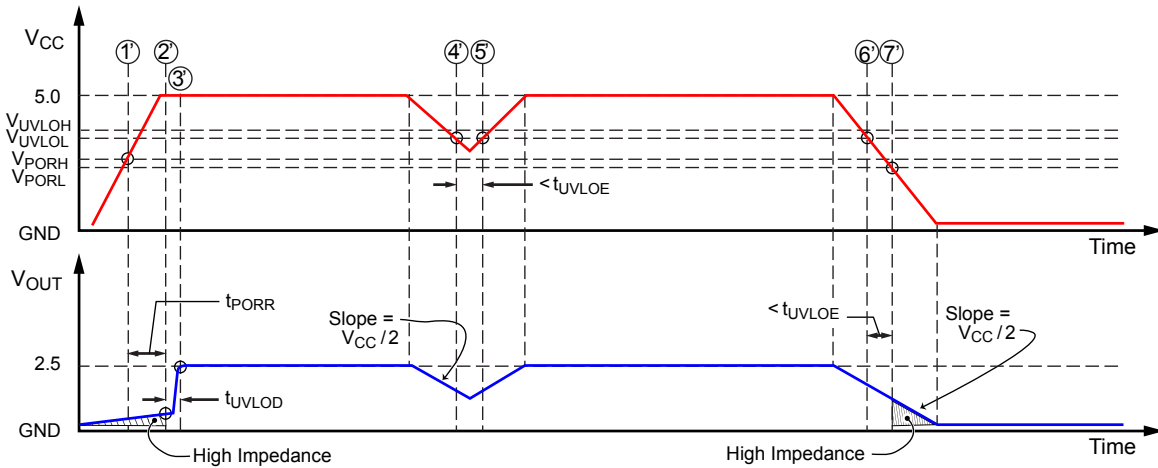 V_CC
1' 2' 3' 4' 5' 6' 7'
5.0
V_UVLOH
V_UVLOL
V_PORH
V_PORL
< t_UVLOE
GND
Time
V_OUT
t_PORR
Slope =
V_CC /2
< t_UVLOE
Slope =
V_CC /2
2.5
t_UVLOD
GND
High Impedance
High Impedance
Time